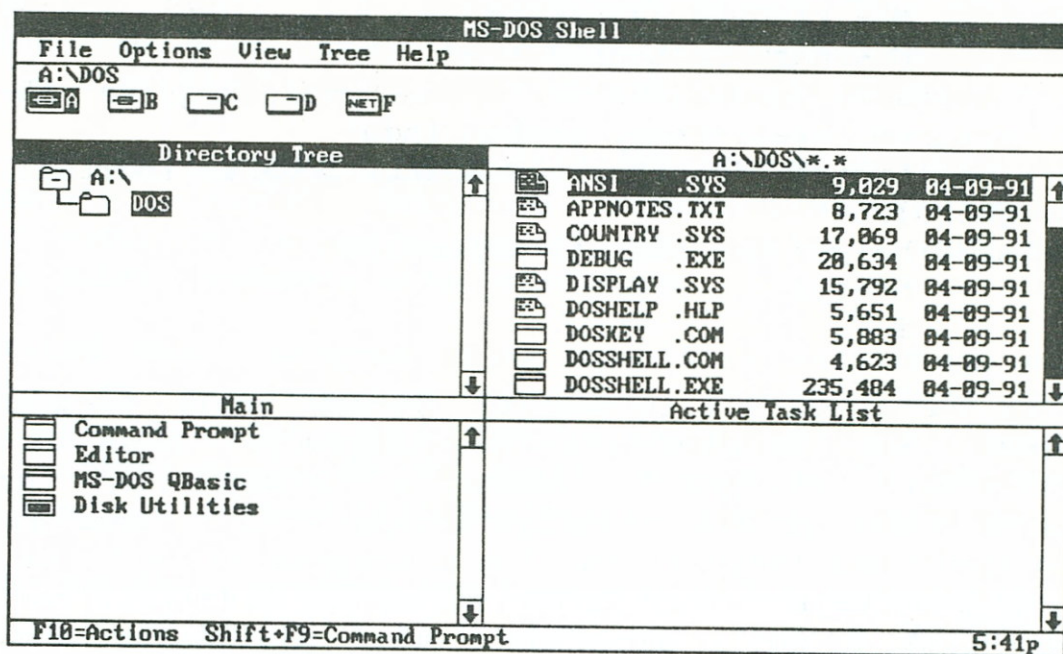 MS-DOS Shell
File Options View Tree Help
A:\DOS
A B C D NET F
Directory Tree
A:\
DOS
A:\DOS\*.*
ANSI .SYS 9,029 04-09-91
APPNOTES.TXT 8,723 04-09-91
COUNTRY .SYS 17,069 04-09-91
DEBUG .EXE 20,634 04-09-91
DISPLAY .SYS 15,792 04-09-91
DOSHELP .HLP 5,651 04-09-91
DOSKEY .COM 5,883 04-09-91
DOSSHELL.COM 4,623 04-09-91
DOSSHELL.EXE 235,484 04-09-91
Main
Command Prompt
Editor
MS-DOS QBasic
Disk Utilities
Active Task List
F10=Actions Shift+F9=Command Prompt 5:41p